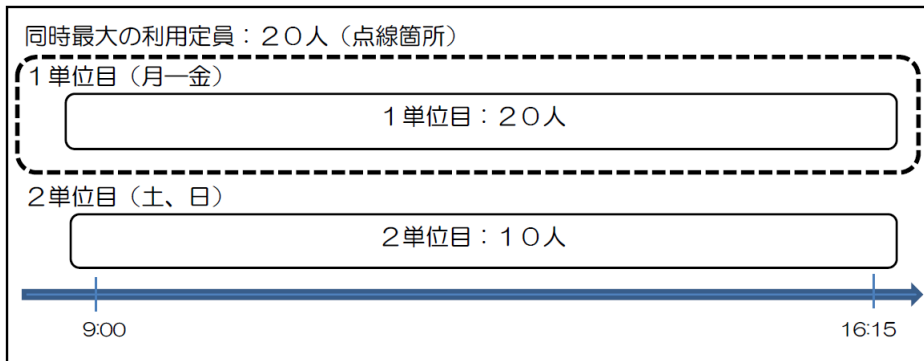 同時最大の利用定員：２０人（点線箇所）
１単位目（月―金）
１単位目：２０人
２単位目（土、日）
２単位目：１０人
9:00 16:15